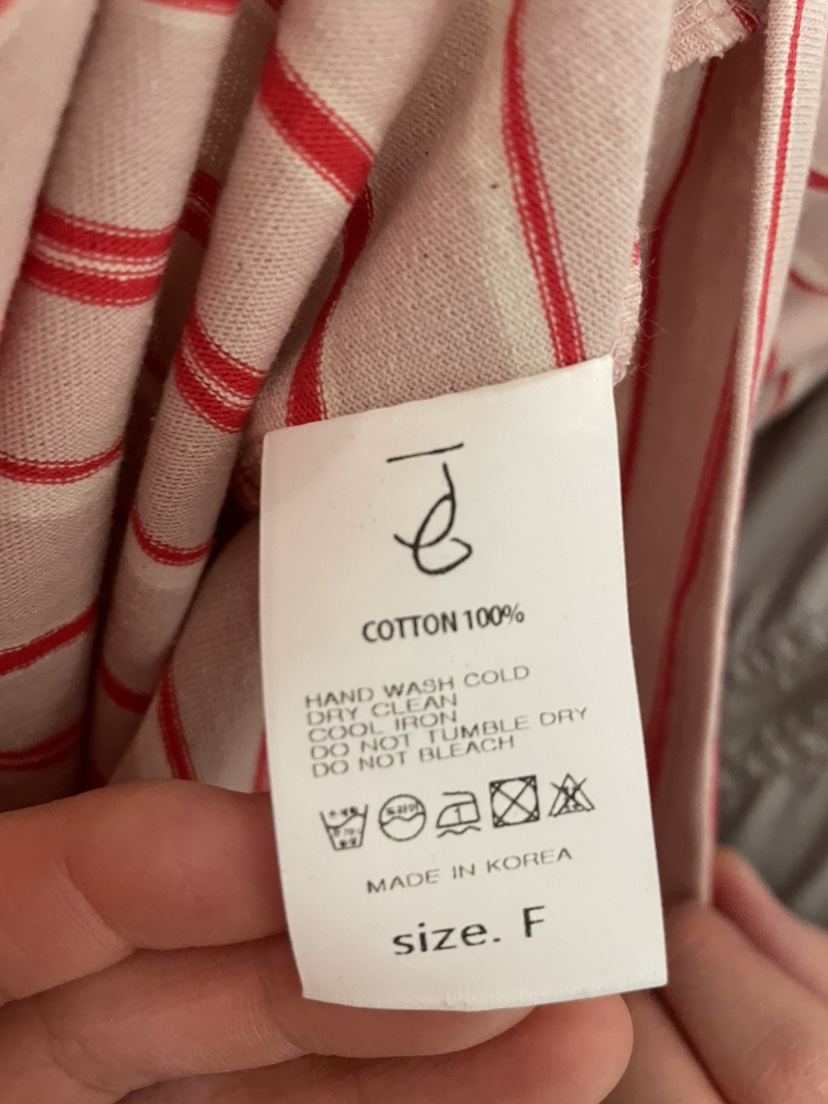 COTTON 100%
HAND WASH COLD
DRY CLEAN
COOL IRON
DO NOT TUMBLE DRY
DO NOT BLEACH
1
MADE IN KOREA
size. F